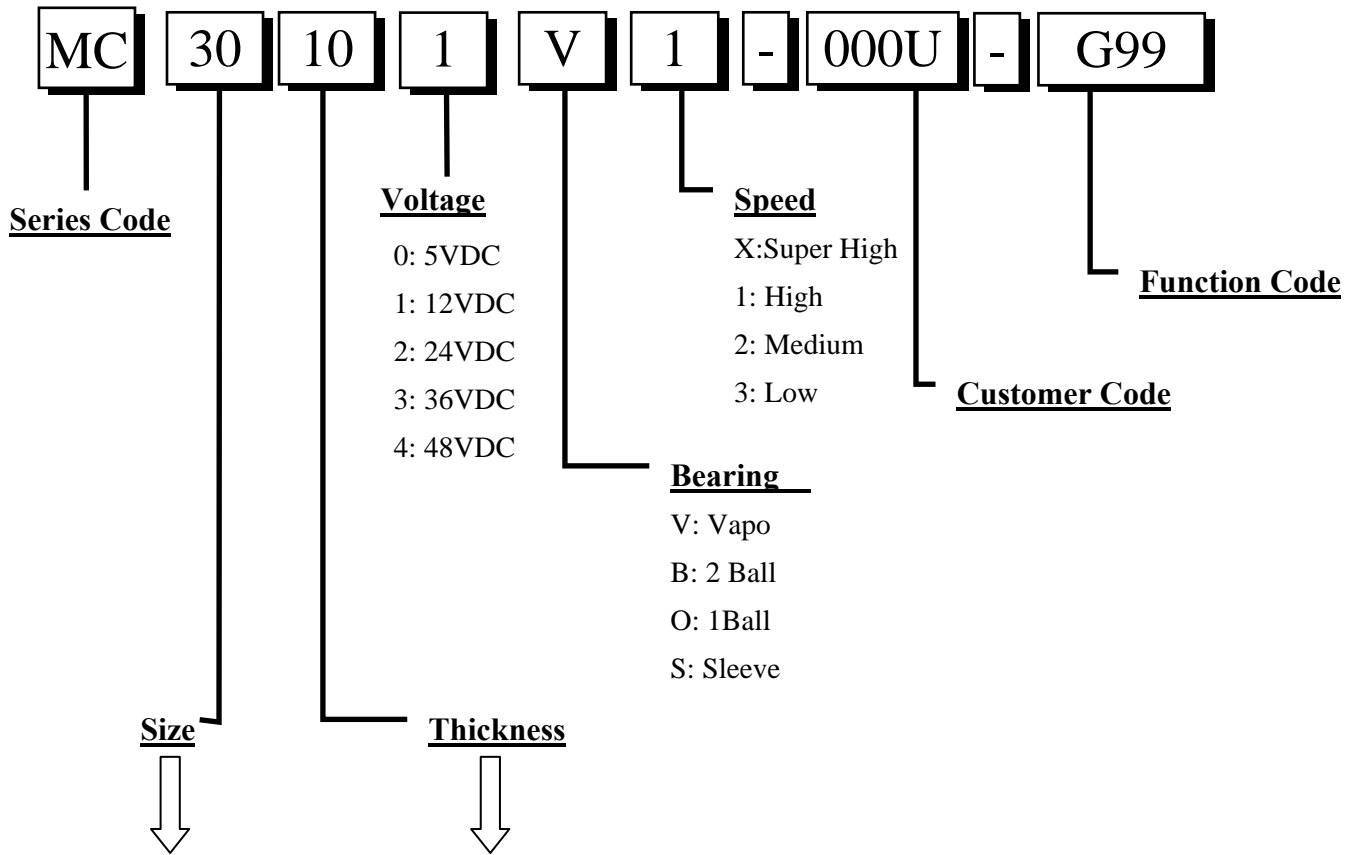 MC 30 10 1 V 1 - 000U - G99
Series Code
Voltage
0: 5VDC
1: 12VDC
2: 24VDC
3: 36VDC
4: 48VDC
Speed
X:Super High
1: High
2: Medium
3: Low
Function Code
Customer Code
Bearing
V: Vapo
B: 2 Ball
O: 1Ball
S: Sleeve
Size
Thickness